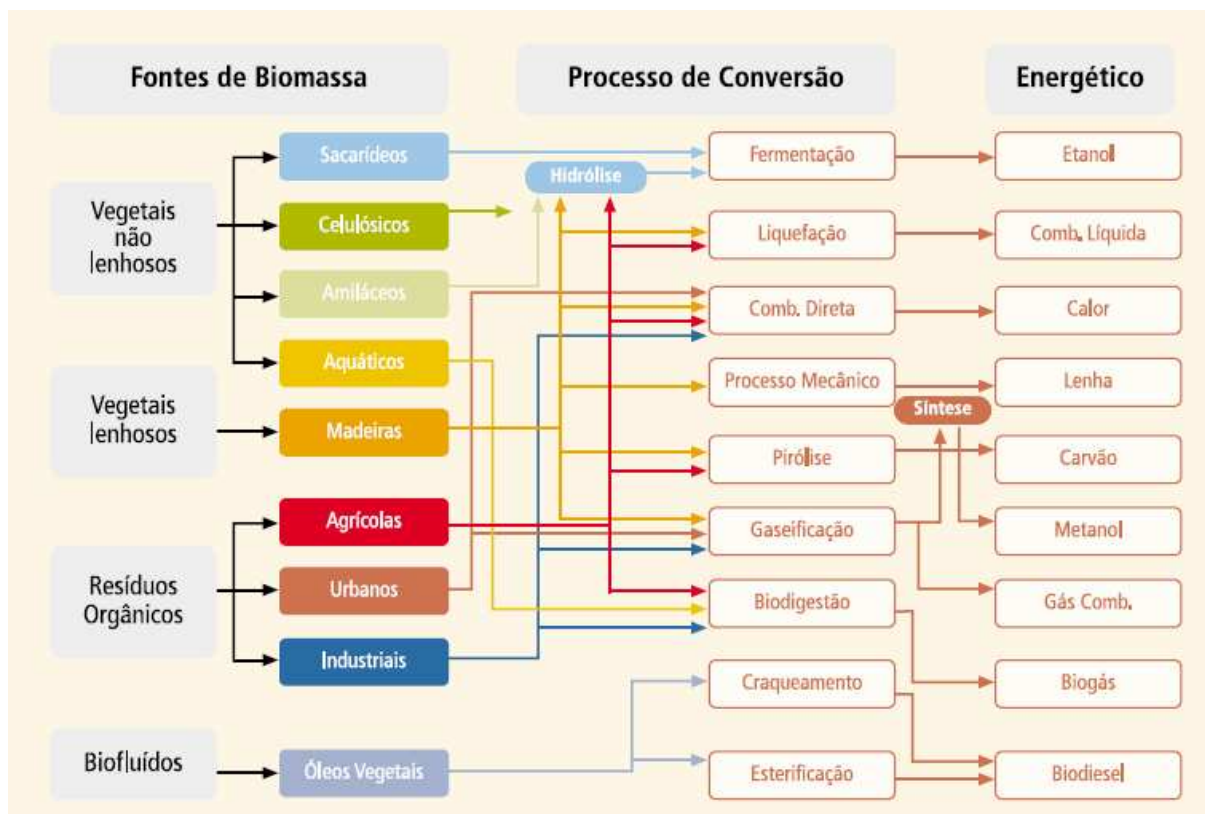 Fontes de Biomassa
Processo de Conversão
Energético
Vegetais
não
lenhosos
Vegetais
lenhosos
Resíduos
Orgânicos
Biofluídos
Sacarídeos
Celulósicos
Amiláceos
Aquáticos
Madeiras
Agrícolas
Urbanos
Industriais
Óleos Vegetais
Hidrólise
Fermentação
Liquefação
Comb. Direta
Processo Mecânico
Pirólise
Gaseificação
Biodigestão
Craqueamento
Esterificação
Síntese
Etanol
Comb. Líquida
Calor
Lenha
Carvão
Metanol
Gás Comb.
Biogás
Biodiesel